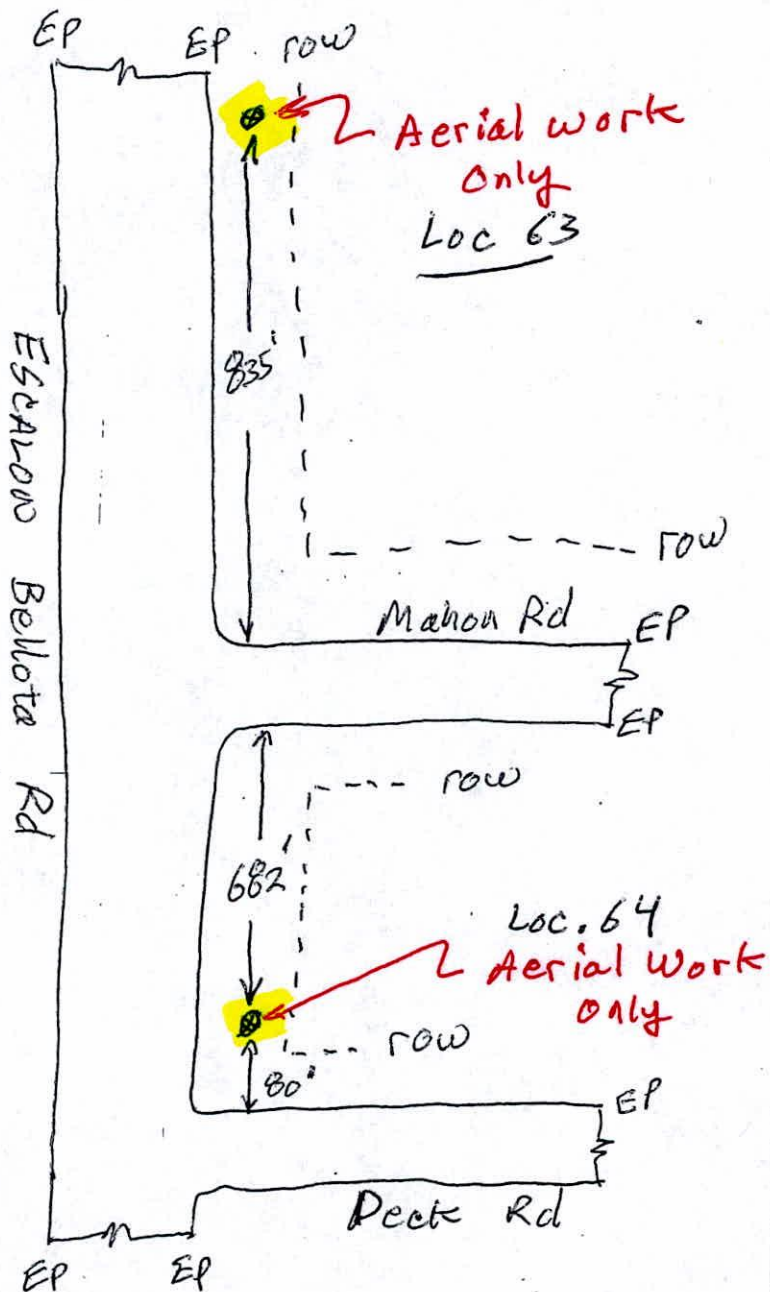 EP EP row
Aerial work
Only
Loc 63
835'
ESCALON Bellota Rd
row
Mahon Rd EP
EP
row
682'
Loc. 64
Aerial Work
only
row
80'
EP
Peck Rd
EP EP